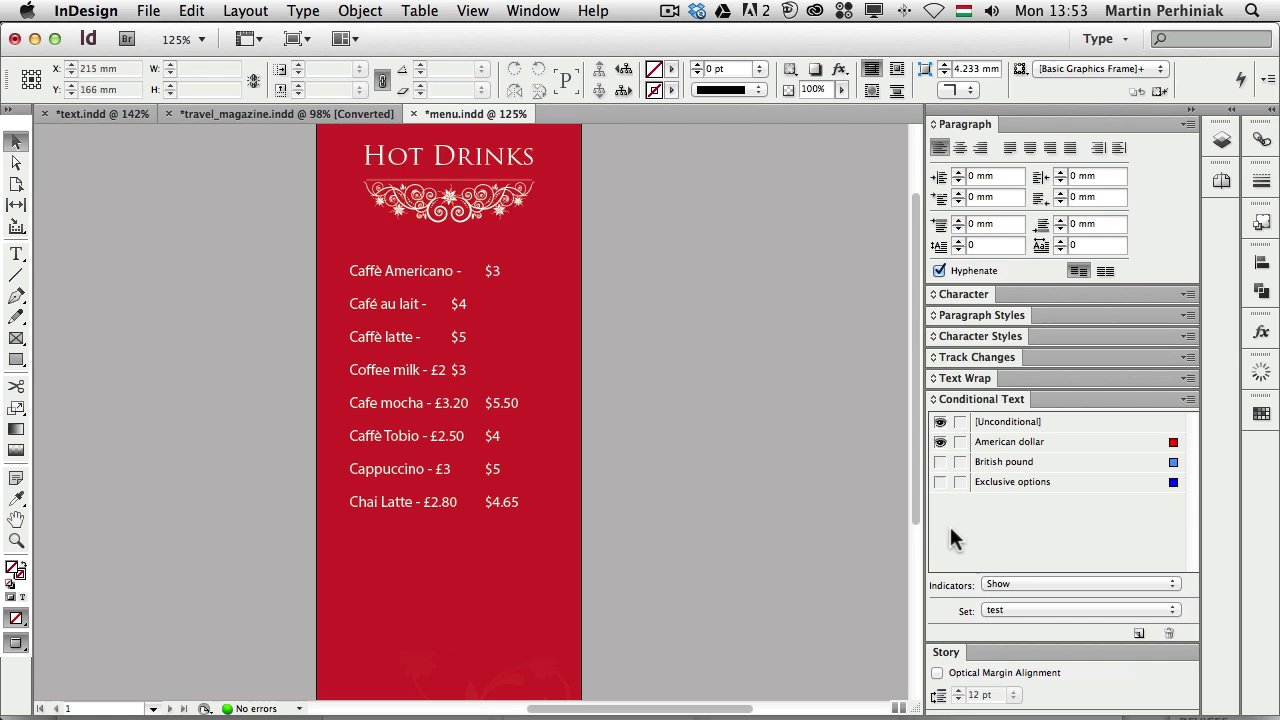 InDesign File Edit Layout Type Object Table View Window Help 2 Mon 13:53 Martin Perhiniak
Id Br 125% Type
X: 215 mm W: 0 pt 4.233 mm [Basic Graphics Frame]+
Y: 166 mm H: P fx 100%
*text.indd @ 142% *travel_magazine.indd @ 98% [Converted] *menu.indd @ 125%
Hot Drinks
Caffè Americano - $3
Café au lait - $4
Caffè latte - $5
Coffee milk - £2 $3
Cafe mocha - £3.20 $5.50
Caffè Tobio - £2.50 $4
Cappuccino - £3 $5
Chai Latte - £2.80 $4.65
Paragraph
0 mm 0 mm
0 mm 0 mm
0 mm 0 mm
0 0
Hyphenate
Character
Paragraph Styles
Character Styles
Track Changes
Text Wrap
Conditional Text
[Unconditional]
American dollar
British pound
Exclusive options
Indicators: Show
Set: test
Story
Optical Margin Alignment
12 pt
1 No errors